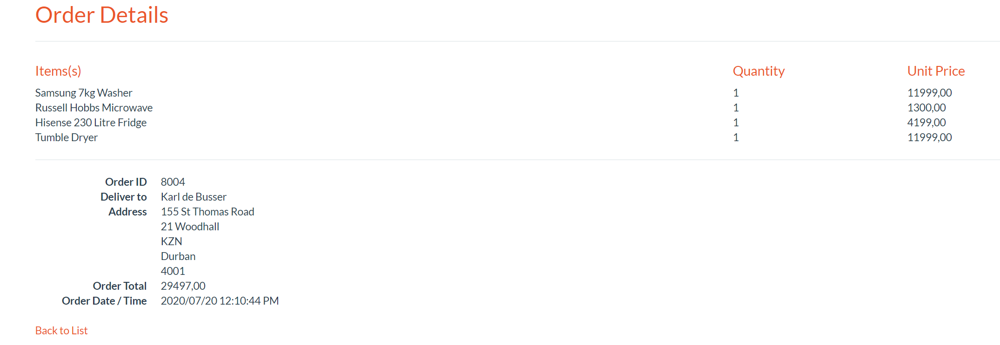 Order Details
Items(s) Quantity Unit Price
Samsung 7kg Washer 1 11999,00
Russell Hobbs Microwave 1 1300,00
Hisense 230 Litre Fridge 1 4199,00
Tumble Dryer 1 11999,00
Order ID 8004
Deliver to Karl de Busser
Address 155 St Thomas Road
21 Woodhall
KZN
Durban
4001
Order Total 29497,00
Order Date / Time 2020/07/20 12:10:44 PM
Back to List